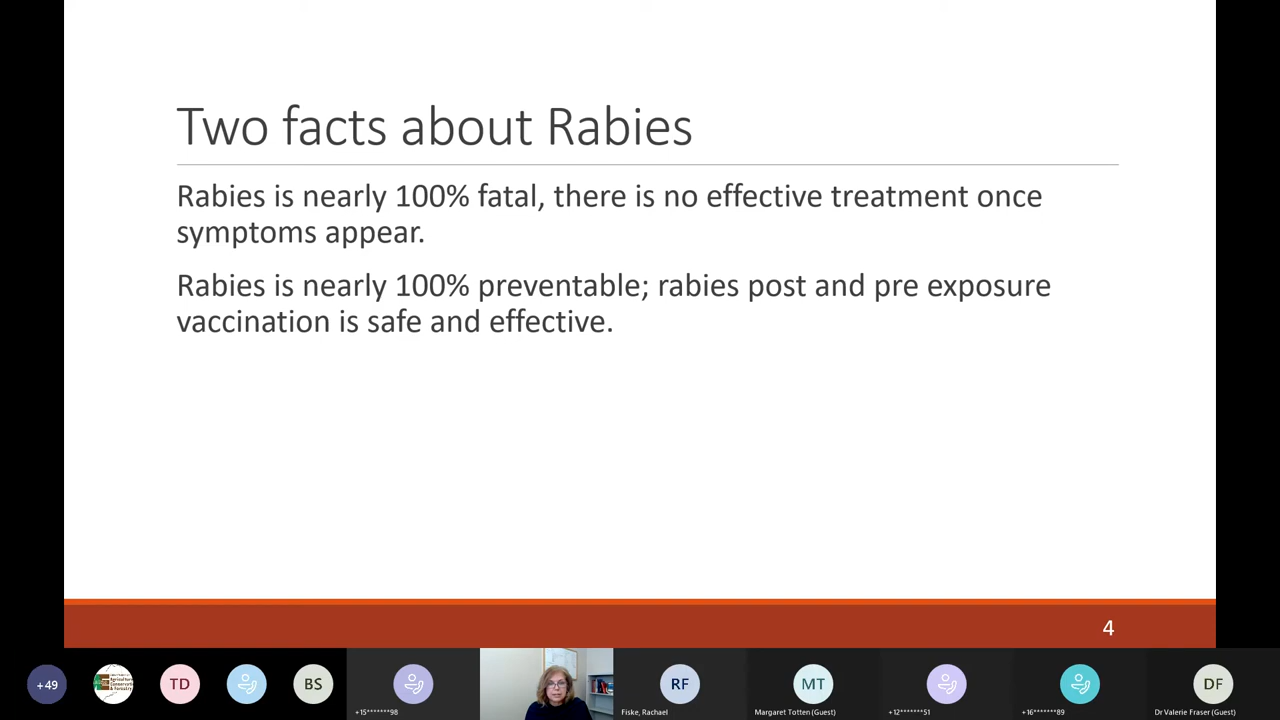 Two facts about Rabies
Rabies is nearly 100% fatal, there is no effective treatment once
symptoms appear.
Rabies is nearly 100% preventable; rabies post and pre exposure
vaccination is safe and effective.
4
+49
TD
BS
+15*******98
RF
Fiske, Rachael
MT
Margaret Totten (Guest)
+12*******51
+16*******89
DF
Dr Valerie Fraser (Guest)